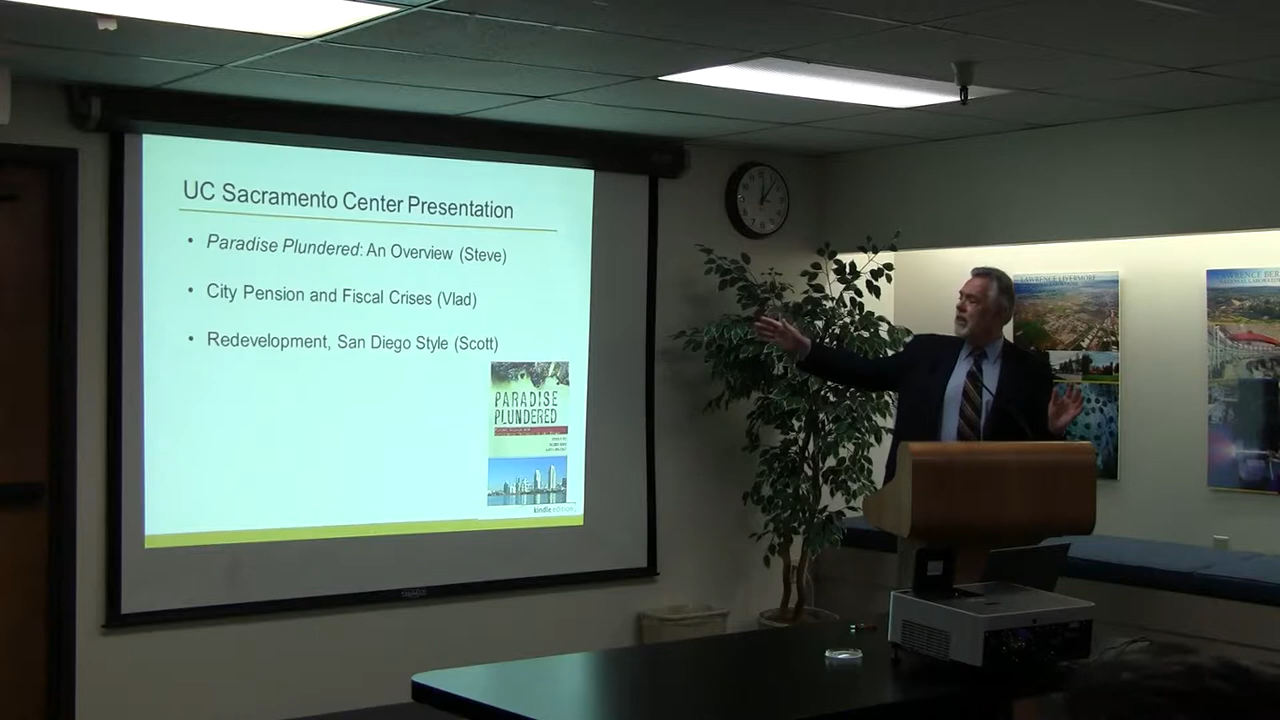 UC Sacramento Center Presentation
• Paradise Plundered: An Overview (Steve)
• City Pension and Fiscal Crises (Vlad)
• Redevelopment, San Diego Style (Scott)
PARADISE
PLUNDERED
kindle edition
LAWRENCE LIVERMORE
LAWRENCE BER